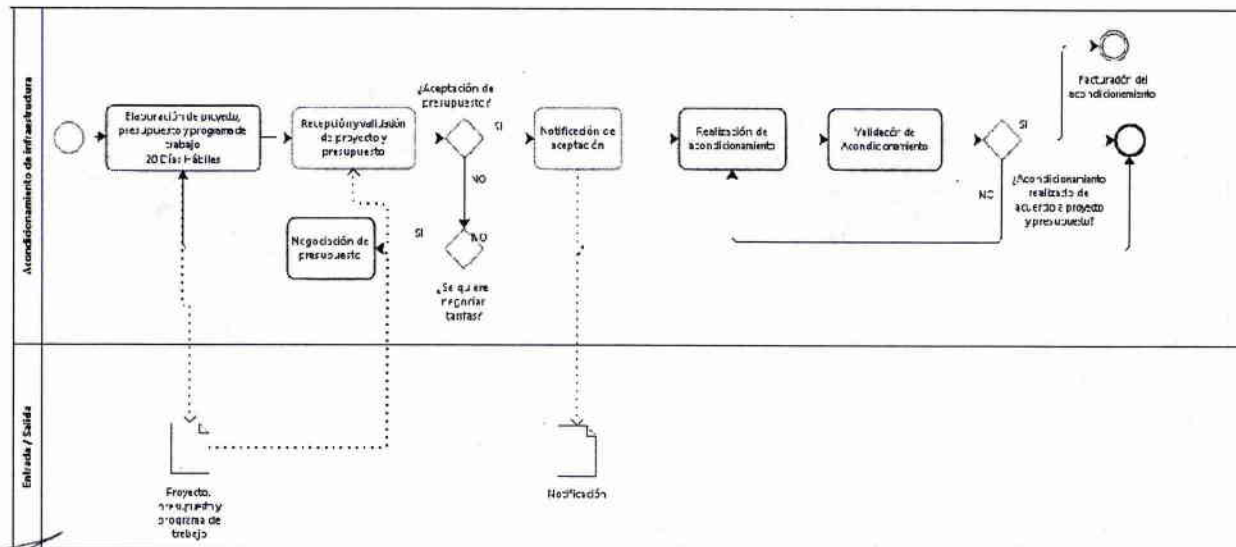 Acondicionamiento de infraestructura
Elaboración de proyecto,
presupuesto y programa de
trabajo
20 Días Hábiles
Recepción y validación
de proyecto y
presupuesto
¿Aceptación de
presupuesto?
SI
NO
Negociación de
presupuesto
SI
NO
¿Se quiere
negociar
tarifas?
Notificación de
aceptación
Realización de
acondicionamiento
Validación de
Acondicionamiento
SI
NO
¿Acondicionamiento
realizado de
acuerdo a proyecto
y presupuesto?
Facturación del
acondicionamiento
Entrada / Salida
Proyecto,
presupuesto y
programa de
trabajo
Notificación